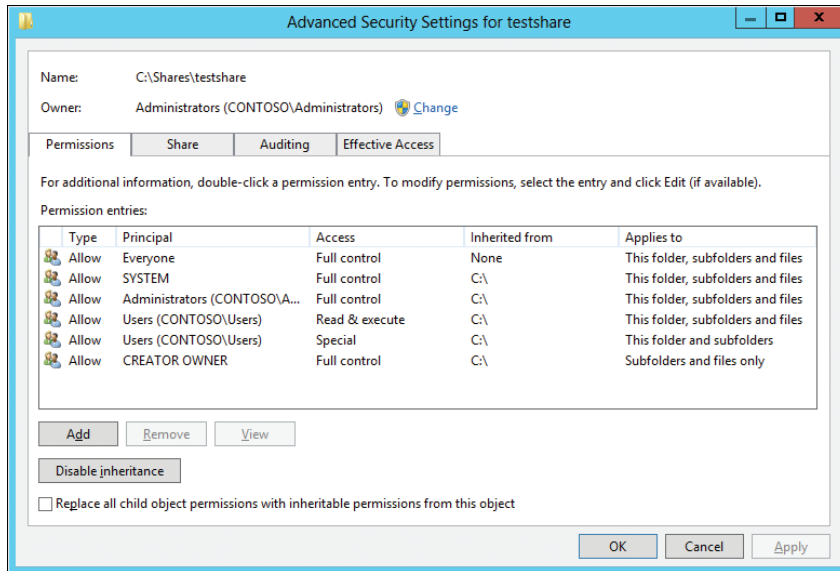 Advanced Security Settings for testshare
Name: C:\Shares\testshare
Owner: Administrators (CONTOSO\Administrators) Change
Permissions Share Auditing Effective Access
For additional information, double-click a permission entry. To modify permissions, select the entry and click Edit (if available).
Permission entries:
Type Principal Access Inherited from Applies to
Allow Everyone Full control None This folder, subfolders and files
Allow SYSTEM Full control C:\ This folder, subfolders and files
Allow Administrators (CONTOSO\A... Full control C:\ This folder, subfolders and files
Allow Users (CONTOSO\Users) Read & execute C:\ This folder, subfolders and files
Allow Users (CONTOSO\Users) Special C:\ This folder and subfolders
Allow CREATOR OWNER Full control C:\ Subfolders and files only
Add Remove View
Disable inheritance
Replace all child object permissions with inheritable permissions from this object
OK Cancel Apply